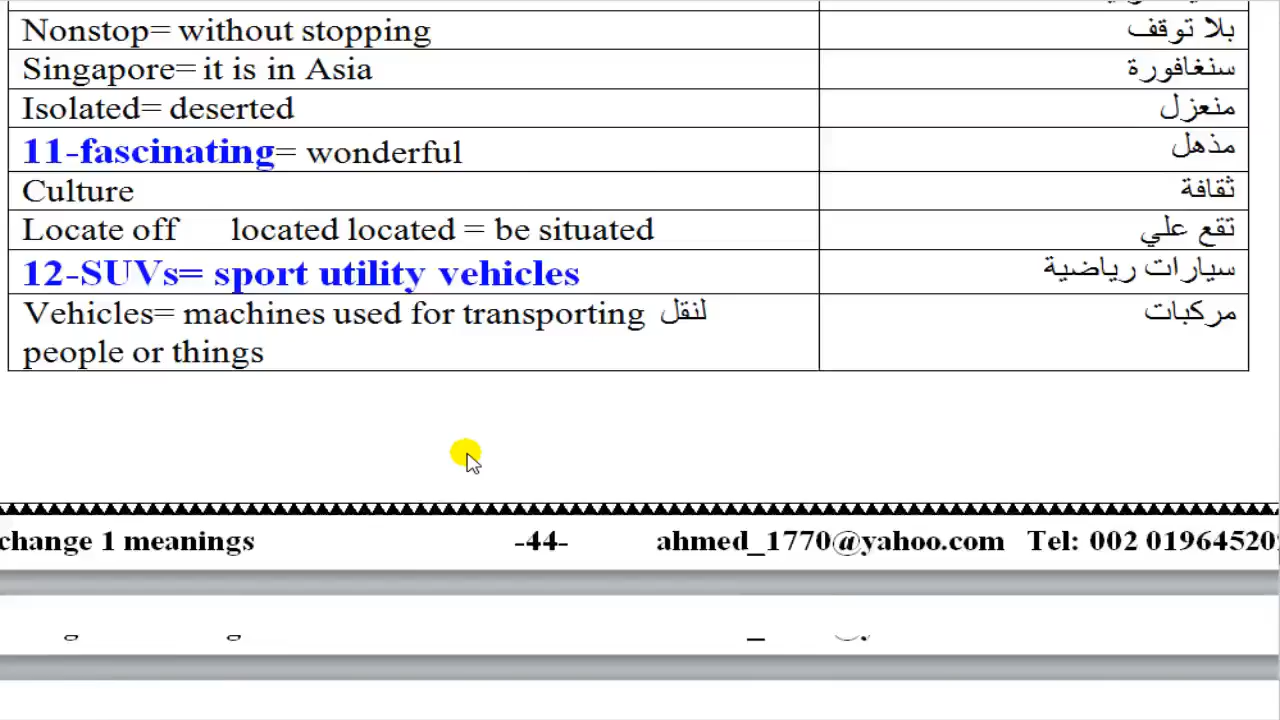 Nonstop= without stopping بلا توقف
Singapore= it is in Asia سنغافورة
Isolated= deserted منعزل
11-fascinating= wonderful مذهل
Culture ثقافة
Locate off located located = be situated تقع علي
12-SUVs= sport utility vehicles سيارات رياضية
Vehicles= machines used for transporting لنقل مركبات
people or things
change 1 meanings -44- ahmed_1770@yahoo.com Tel: 002 01964520